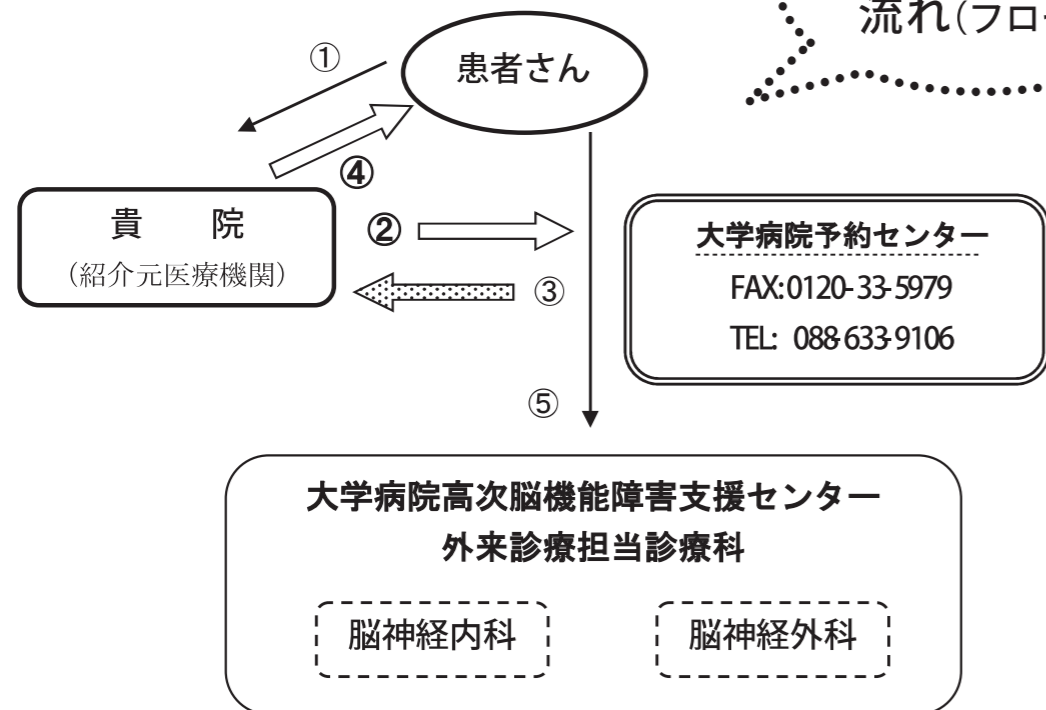 流れ(フロ
①
患者さん
④
貴 院
(紹介元医療機関)
②
③
大学病院予約センター
FAX:0120-33-5979
TEL: 088-633-9106
⑤
大学病院高次脳機能障害支援センター
外来診療担当診療科
脳神経内科
脳神経外科